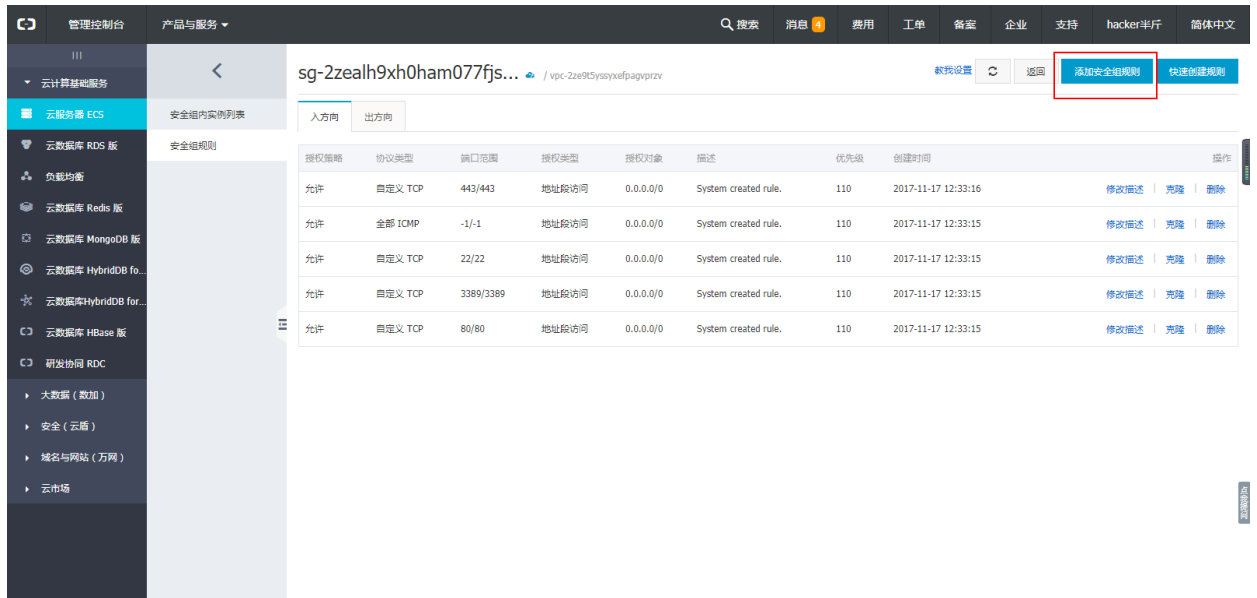 管理控制台 产品与服务 搜索 消息 4 费用 工单 备案 企业 支持 hacker半斤 简体中文
云计算基础服务
云服务器 ECS
云数据库 RDS 版
负载均衡
云数据库 Redis 版
云数据库 MongoDB 版
云数据库 HybridDB fo...
云数据库HybridDB for...
云数据库 HBase 版
研发协同 RDC
大数据（数加）
安全（云盾）
域名与网站（万网）
云市场
安全组内实例列表
安全组规则
sg-2zealh9xh0ham077fjs... / vpc-2ze9t5yssyxefpagvprzv 教我设置 返回 添加安全组规则 快速创建规则
入方向 出方向
授权策略 协议类型 端口范围 授权类型 授权对象 描述 优先级 创建时间 操作
允许 自定义 TCP 443/443 地址段访问 0.0.0.0/0 System created rule. 110 2017-11-17 12:33:16 修改描述 克隆 删除
允许 全部 ICMP -1/-1 地址段访问 0.0.0.0/0 System created rule. 110 2017-11-17 12:33:15 修改描述 克隆 删除
允许 自定义 TCP 22/22 地址段访问 0.0.0.0/0 System created rule. 110 2017-11-17 12:33:15 修改描述 克隆 删除
允许 自定义 TCP 3389/3389 地址段访问 0.0.0.0/0 System created rule. 110 2017-11-17 12:33:15 修改描述 克隆 删除
允许 自定义 TCP 80/80 地址段访问 0.0.0.0/0 System created rule. 110 2017-11-17 12:33:15 修改描述 克隆 删除
点我提问